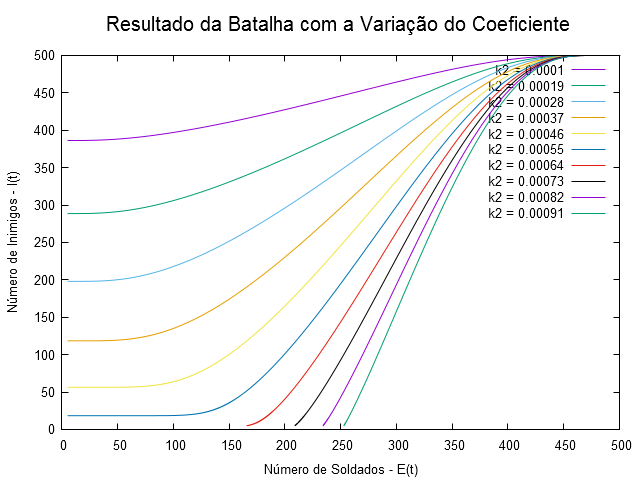 Resultado da Batalha com a Variação do Coeficiente
Número de Inimigos - I(t)
500
450
400
350
300
250
200
150
100
50
0
k2 = 0.0001
k2 = 0.00019
k2 = 0.00028
k2 = 0.00037
k2 = 0.00046
k2 = 0.00055
k2 = 0.00064
k2 = 0.00073
k2 = 0.00082
k2 = 0.00091
0 50 100 150 200 250 300 350 400 450 500
Número de Soldados - E(t)